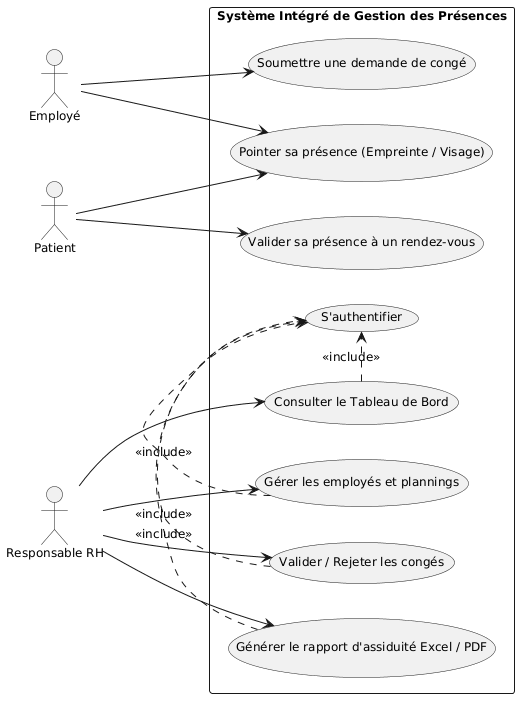 Système Intégré de Gestion des Présences
Soumettre une demande de congé
Employé
Pointer sa présence (Empreinte / Visage)
Patient
Valider sa présence à un rendez-vous
S'authentifier
«include»
Consulter le Tableau de Bord
«include»
Gérer les employés et plannings
«include»
«include»
Responsable RH
Valider / Rejeter les congés
Générer le rapport d'assiduité Excel / PDF